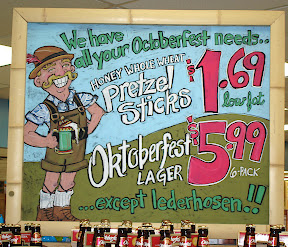 We have
all your Octoberfest needs..
HONEY WHOLE WHEAT
Pretzel
Sticks
$1.69
low fat
Oktoberfest
LAGER
$5.99
6-PACK
...except lederhosen..!!